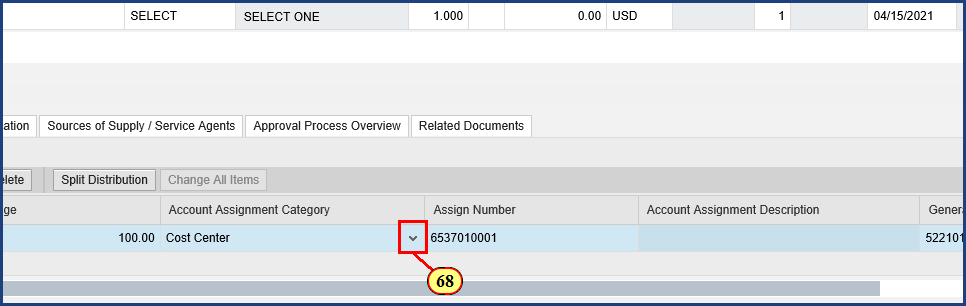 SELECT SELECT ONE 1.000 0.00 USD 1 04/15/2021
ation Sources of Supply / Service Agents Approval Process Overview Related Documents
elete Split Distribution Change All Items
ge Account Assignment Category Assign Number Account Assignment Description Genera
100.00 Cost Center 6537010001 522101
68